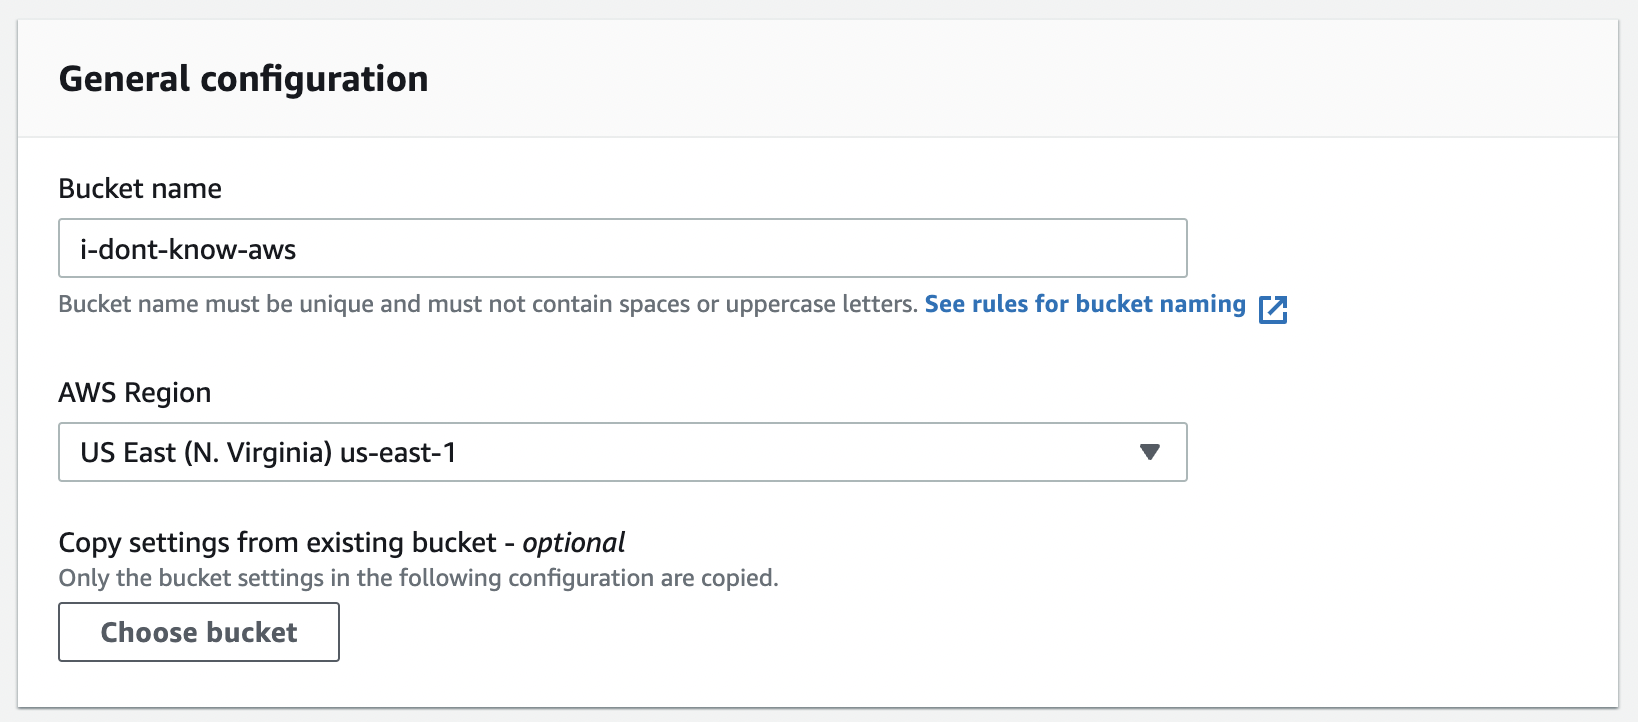 General configuration
Bucket name
i-dont-know-aws
Bucket name must be unique and must not contain spaces or uppercase letters. See rules for bucket naming
AWS Region
US East (N. Virginia) us-east-1
Copy settings from existing bucket - optional
Only the bucket settings in the following configuration are copied.
Choose bucket